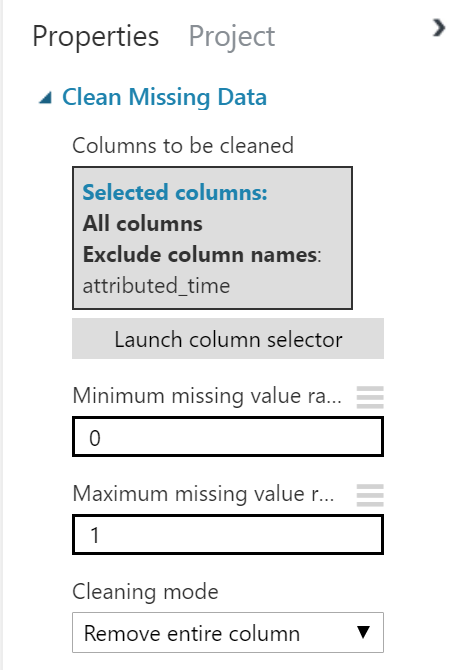 Properties Project
Clean Missing Data
Columns to be cleaned
Selected columns:
All columns
Exclude column names:
attributed_time
Launch column selector
Minimum missing value ra...
0
Maximum missing value r...
1
Cleaning mode
Remove entire column